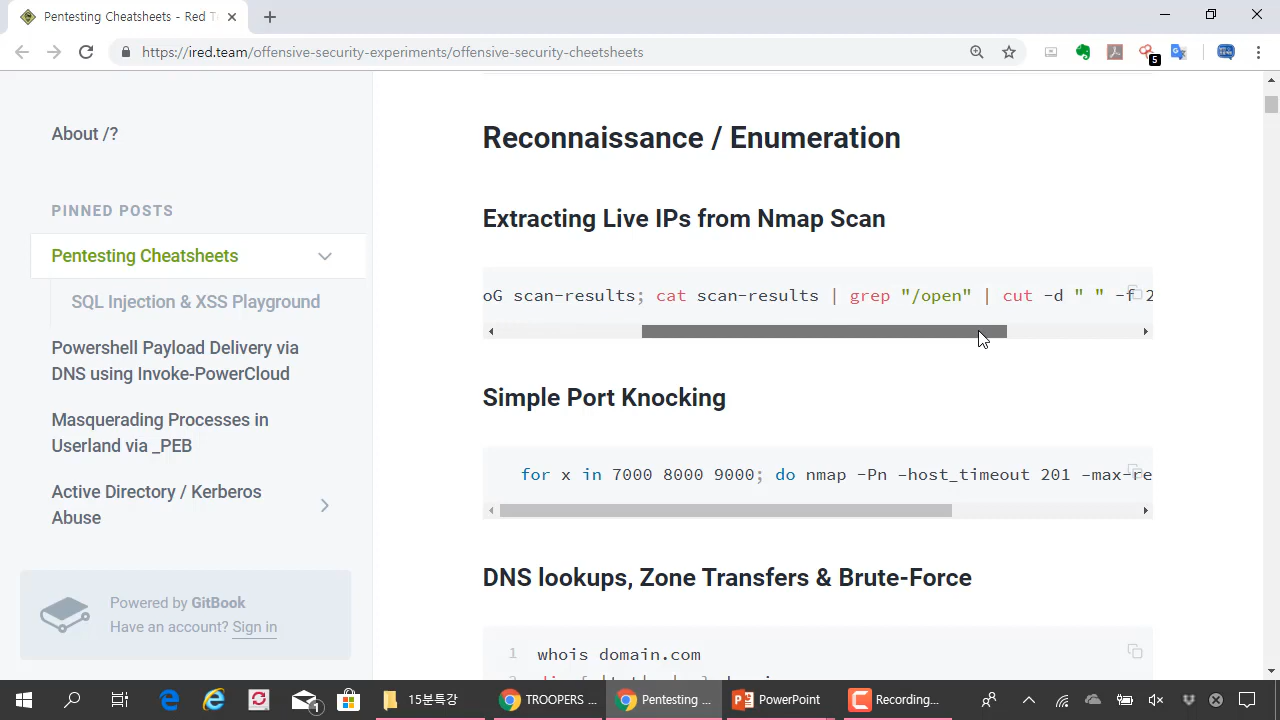 Pentesting Cheatsheets - Red T
https://ired.team/offensive-security-experiments/offensive-security-cheetsheets
5
About /?
PINNED POSTS
Pentesting Cheatsheets
SQL Injection & XSS Playground
Powershell Payload Delivery via
DNS using Invoke-PowerCloud
Masquerading Processes in
Userland via _PEB
Active Directory / Kerberos
Abuse
Powered by GitBook
Have an account? Sign in
Reconnaissance / Enumeration
Extracting Live IPs from Nmap Scan
oG scan-results; cat scan-results | grep "/open" | cut -d " " -f 2
Simple Port Knocking
for x in 7000 8000 9000; do nmap -Pn -host_timeout 201 -max-re
DNS lookups, Zone Transfers & Brute-Force
1 whois domain.com
1
15분특강
TROOPERS ...
Pentesting ...
PowerPoint
Recording...